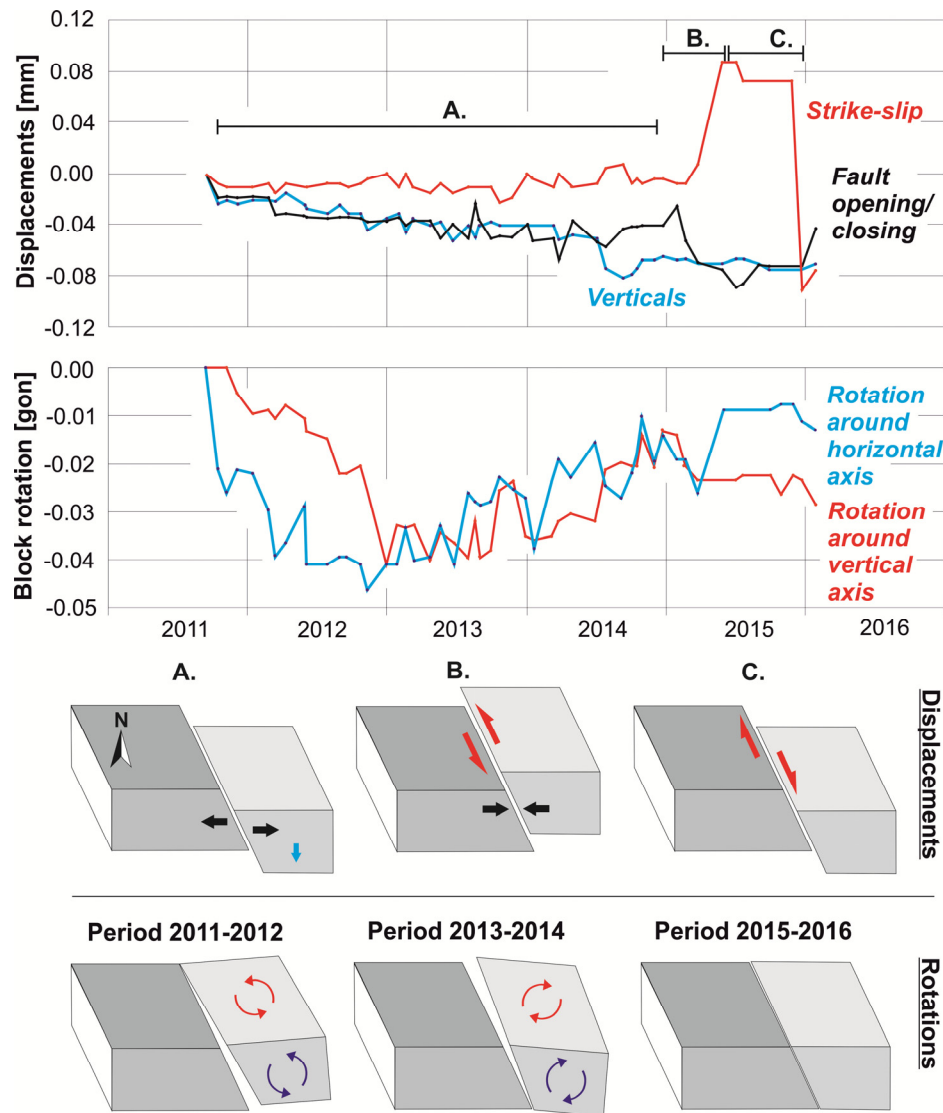 Displacements [mm]
0.12
0.08
0.04
0.00
-0.04
-0.08
-0.12
A.
B.
C.
Strike-slip
Fault
opening/
closing
Verticals
Block rotation [gon]
0.00
-0.01
-0.02
-0.03
-0.04
-0.05
Rotation
around
horizontal
axis
Rotation
around
vertical
axis
2011
2012
2013
2014
2015
2016
A.
B.
C.
N
Displacements
Period 2011-2012
Period 2013-2014
Period 2015-2016
Rotations